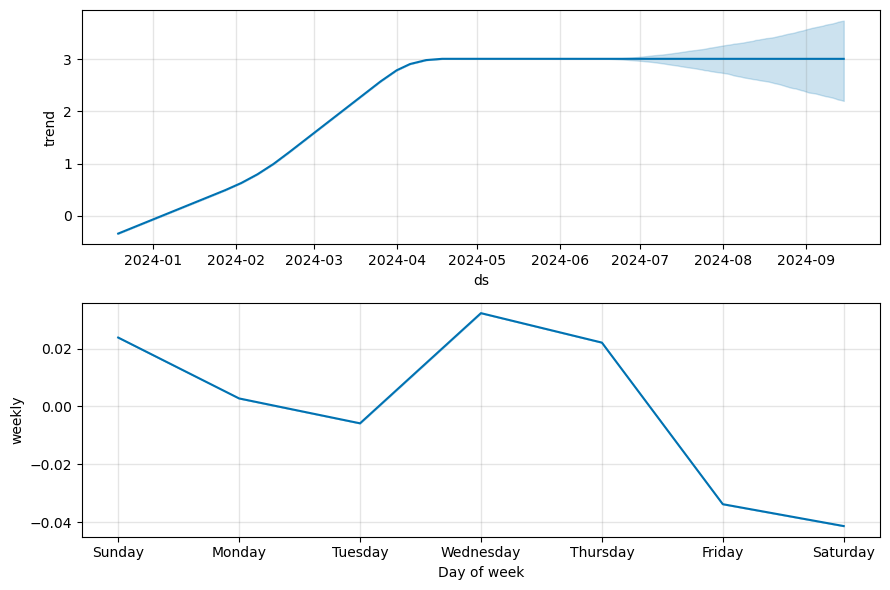 3
2
1
0
trend
2024-01 2024-02 2024-03 2024-04 2024-05 2024-06 2024-07 2024-08 2024-09
ds
0.02
0.00
−0.02
−0.04
weekly
Sunday Monday Tuesday Wednesday Thursday Friday Saturday
Day of week